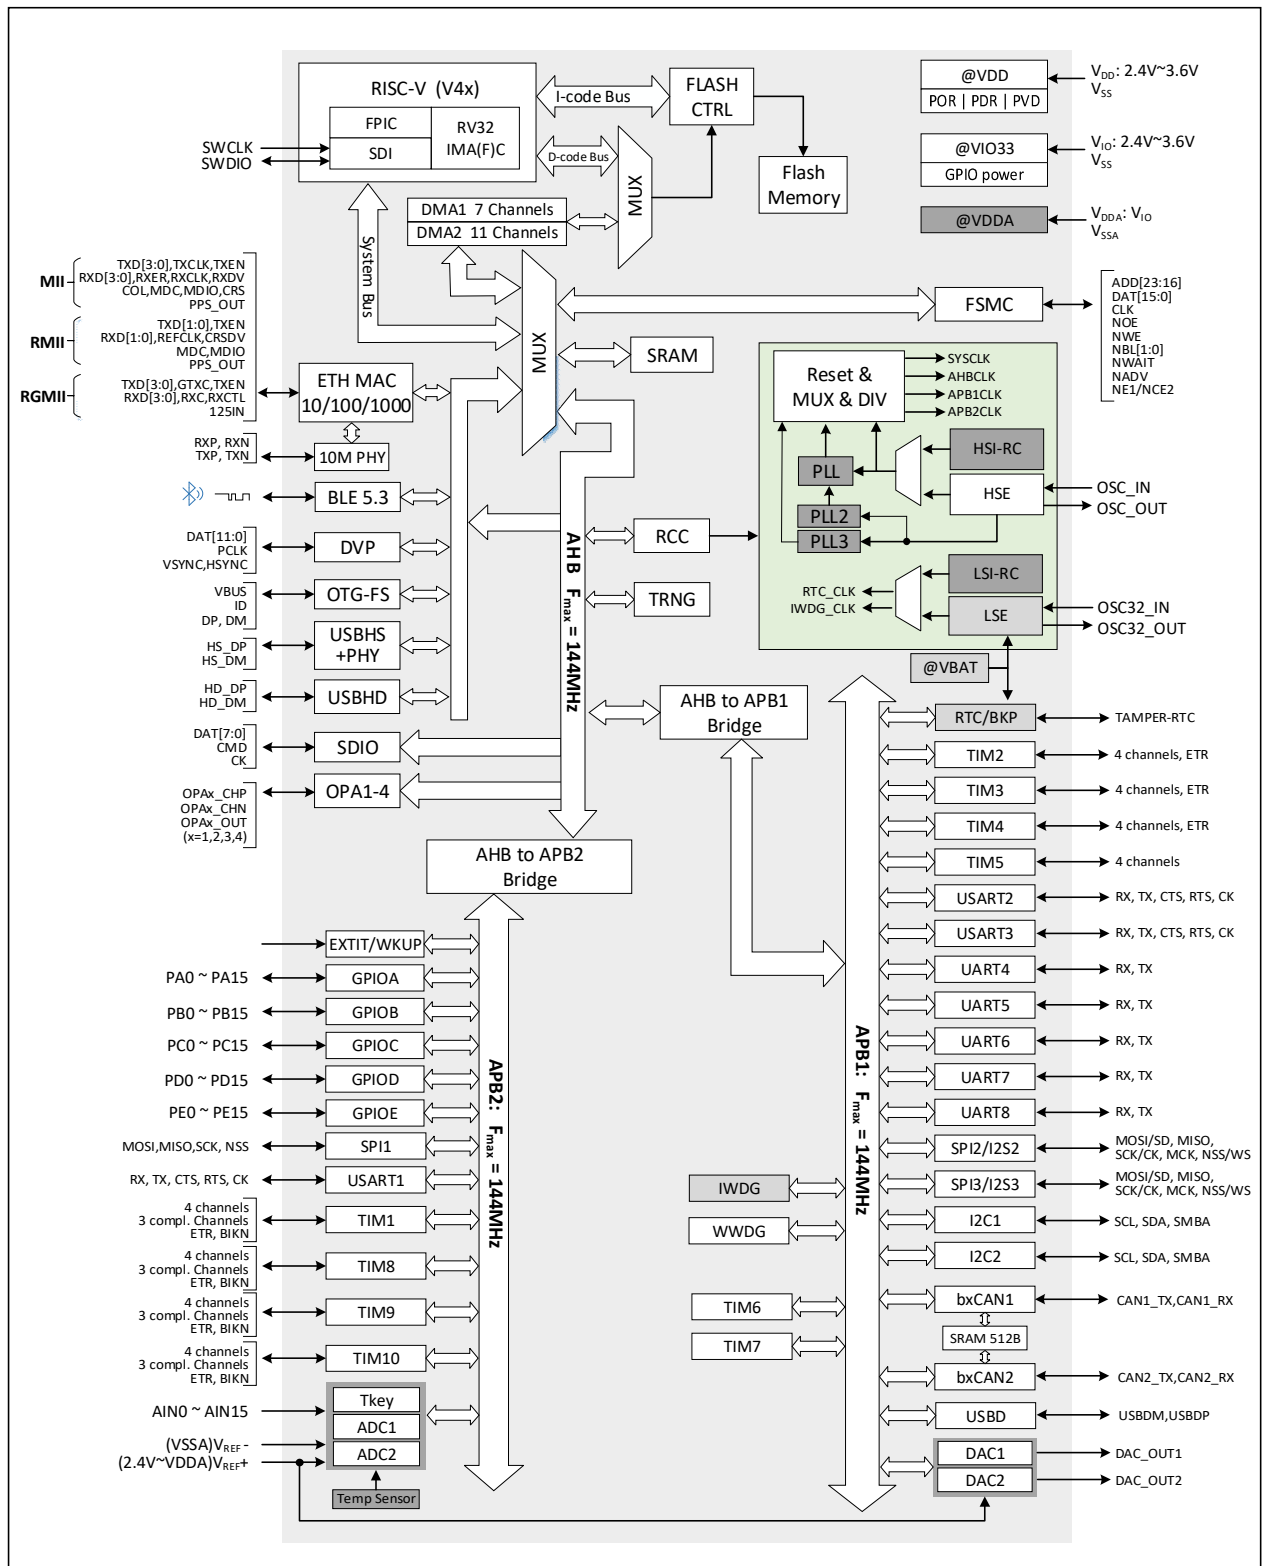 RISC-V (V4x)
FPIC
SDI
RV32
IMA(F)C
SWCLK
SWDIO
I-code Bus
D-code Bus
FLASH
CTRL
MUX
Flash
Memory
DMA1 7 Channels
DMA2 11 Channels
System Bus
MUX
@VDD
POR | PDR | PVD
VDD: 2.4V~3.6V
VSS
@VIO33
GPIO power
VIO: 2.4V~3.6V
VSS
@VDDA
VDDA: VIO
VSSA
MII
TXD[3:0],TXCLK,TXEN
RXD[3:0],RXER,RXCLK,RXDV
COL,MDC,MDIO,CRS
PPS_OUT
RMII
TXD[1:0],TXEN
RXD[1:0],REFCLK,CRSDV
MDC,MDIO
PPS_OUT
RGMII
TXD[3:0],GTXC,TXEN
RXD[3:0],RXC,RXCTL
125IN
ETH MAC
10/100/1000
RXP, RXN
TXP, TXN
10M PHY
BLE 5.3
DAT[11:0]
PCLK
VSYNC,HSYNC
DVP
VBUS
ID
DP, DM
OTG-FS
HS_DP
HS_DM
USBHS
+PHY
HD_DP
HD_DM
USBHD
DAT[7:0]
CMD
CK
SDIO
OPAx_CHP
OPAx_CHN
OPAx_OUT
(x=1,2,3,4)
OPA1-4
SRAM
FSMC
ADD[23:16]
DAT[15:0]
CLK
NOE
NWE
NBL[1:0]
NWAIT
NADV
NE1/NCE2
Reset &
MUX & DIV
SYSCLK
AHBCLK
APB1CLK
APB2CLK
PLL
PLL2
PLL3
HSI-RC
HSE
OSC_IN
OSC_OUT
RTC_CLK
IWDG_CLK
LSI-RC
LSE
OSC32_IN
OSC32_OUT
@VBAT
RCC
TRNG
AHB Fmax = 144MHz
AHB to APB1
Bridge
AHB to APB2
Bridge
EXTIT/WKUP
PA0 ~ PA15
GPIOA
PB0 ~ PB15
GPIOB
PC0 ~ PC15
GPIOC
PD0 ~ PD15
GPIOD
PE0 ~ PE15
GPIOE
MOSI,MISO,SCK, NSS
SPI1
RX, TX, CTS, RTS, CK
USART1
4 channels
3 compl. Channels
ETR, BIKN
TIM1
4 channels
3 compl. Channels
ETR, BIKN
TIM8
4 channels
3 compl. Channels
ETR, BIKN
TIM9
4 channels
3 compl. Channels
ETR, BIKN
TIM10
AIN0 ~ AIN15
(VSSA)VREF-
(2.4V~VDDA)VREF+
Tkey
ADC1
ADC2
Temp Sensor
APB2: Fmax = 144MHz
IWDG
WWDG
TIM6
TIM7
APB1: Fmax = 144MHz
RTC/BKP
TAMPER-RTC
TIM2
4 channels, ETR
TIM3
4 channels, ETR
TIM4
4 channels, ETR
TIM5
4 channels
USART2
RX, TX, CTS, RTS, CK
USART3
RX, TX, CTS, RTS, CK
UART4
RX, TX
UART5
RX, TX
UART6
RX, TX
UART7
RX, TX
UART8
RX, TX
SPI2/I2S2
MOSI/SD, MISO,
SCK/CK, MCK, NSS/WS
SPI3/I2S3
MOSI/SD, MISO,
SCK/CK, MCK, NSS/WS
I2C1
SCL, SDA, SMBA
I2C2
SCL, SDA, SMBA
bxCAN1
CAN1_TX,CAN1_RX
SRAM 512B
bxCAN2
CAN2_TX,CAN2_RX
USBD
USBDM,USBDP
DAC1
DAC_OUT1
DAC2
DAC_OUT2